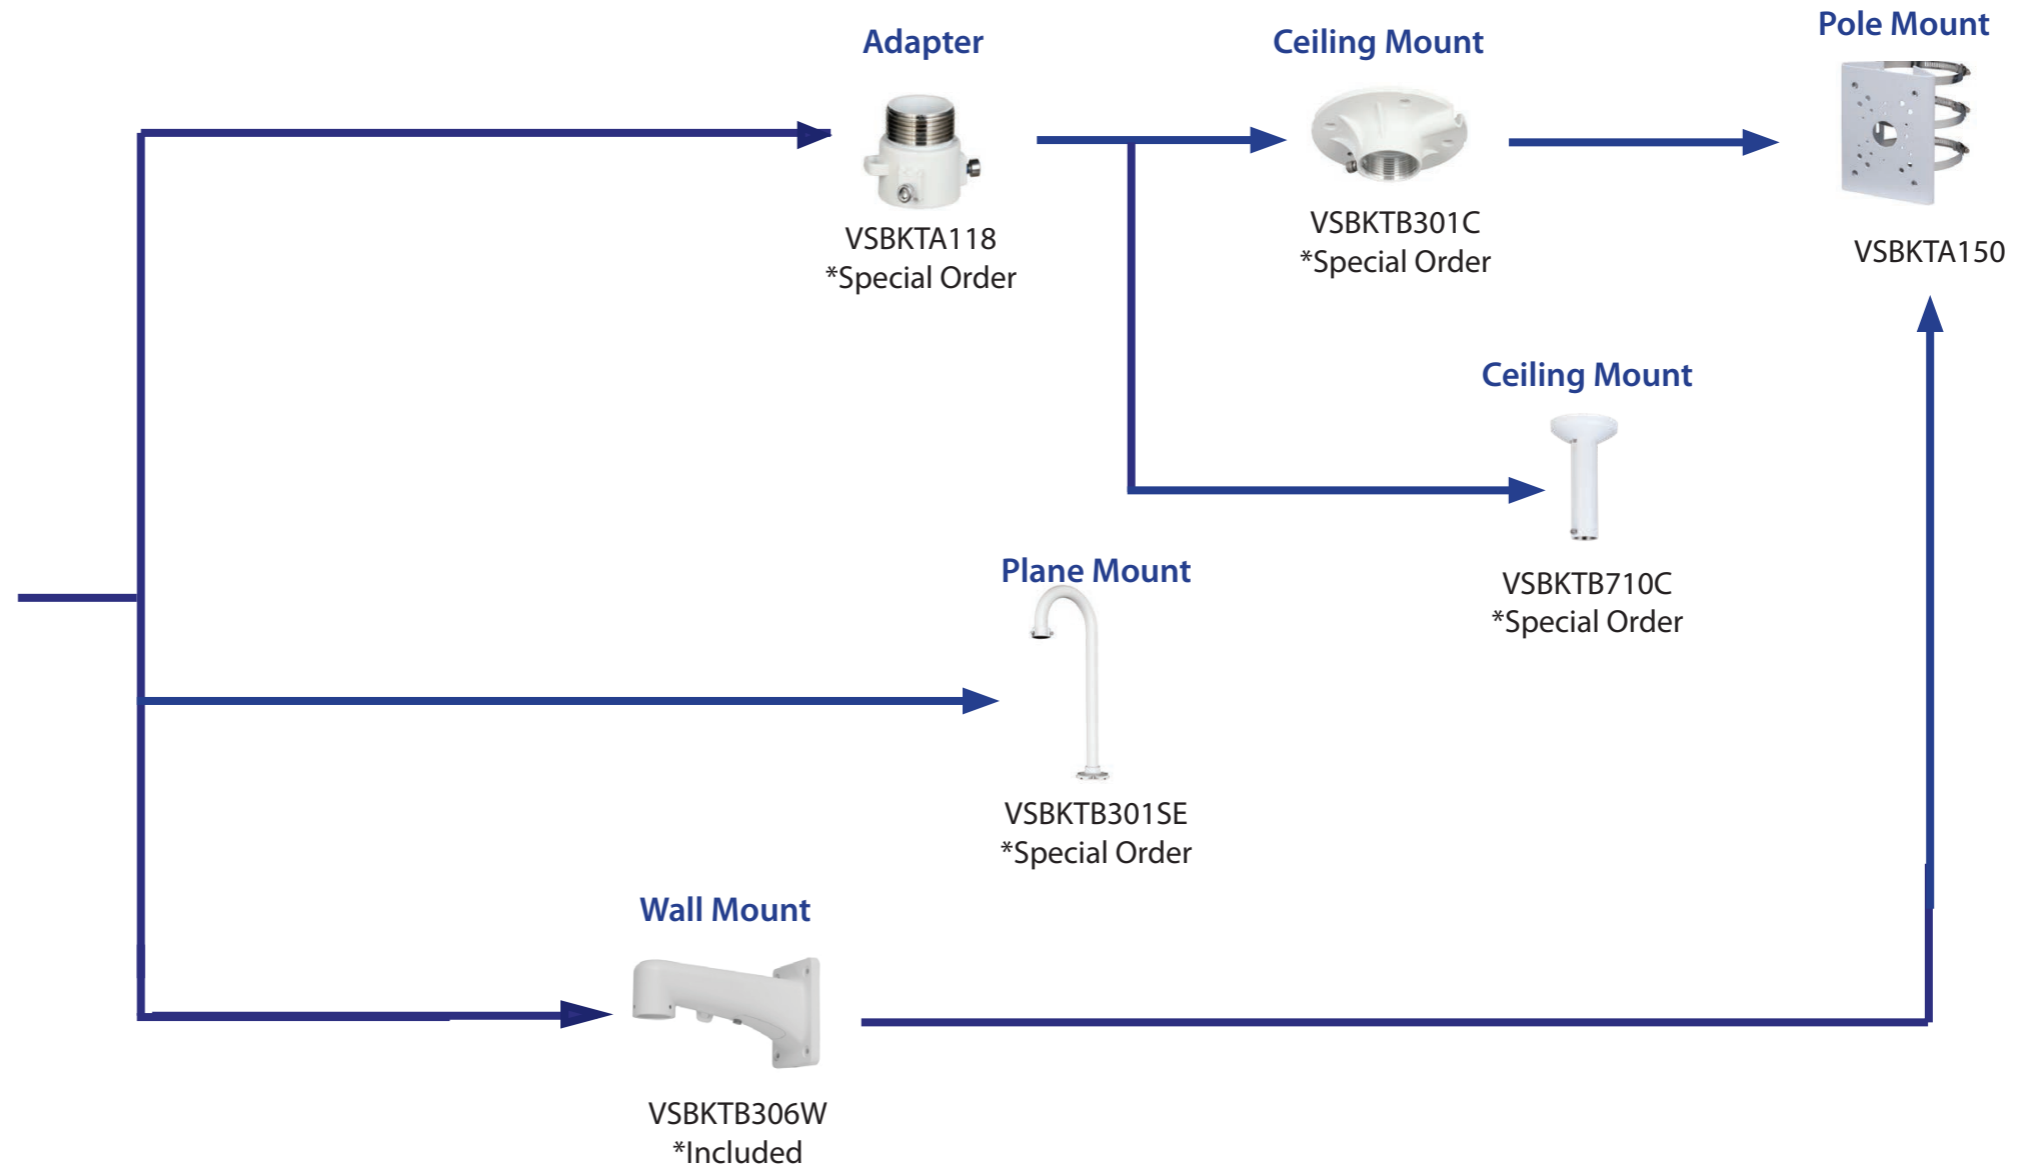 Adapter
VSBKTA118
*Special Order
Ceiling Mount
VSBKTB301C
*Special Order
Pole Mount
VSBKTA150
Ceiling Mount
VSBKTB710C
*Special Order
Plane Mount
VSBKTB301SE
*Special Order
Wall Mount
VSBKTB306W
*Included